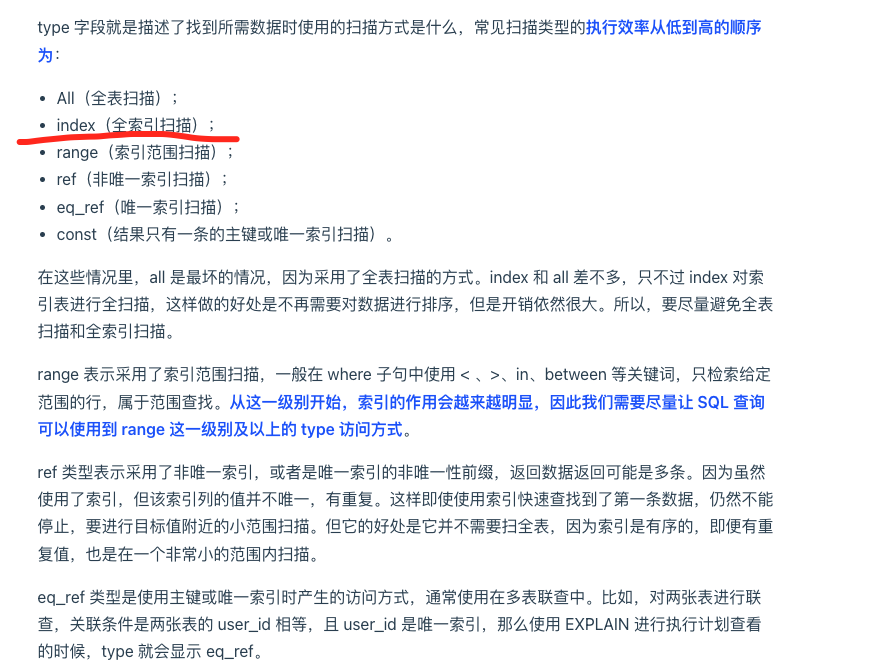 type 字段就是描述了找到所需数据时使用的扫描方式是什么，常见扫描类型的执行效率从低到高的顺序
为：
• All（全表扫描）；
• index（全索引扫描）；
• range（索引范围扫描）；
• ref（非唯一索引扫描）；
• eq_ref（唯一索引扫描）；
• const（结果只有一条的主键或唯一索引扫描）。
在这些情况里，all 是最坏的情况，因为采用了全表扫描的方式。index 和 all 差不多，只不过 index 对索
引表进行全扫描，这样做的好处是不再需要对数据进行排序，但是开销依然很大。所以，要尽量避免全表
扫描和全索引扫描。
range 表示采用了索引范围扫描，一般在 where 子句中使用 < 、>、in、between 等关键词，只检索给定
范围的行，属于范围查找。从这一级别开始，索引的作用会越来越明显，因此我们需要尽量让 SQL 查询
可以使用到 range 这一级别及以上的 type 访问方式。
ref 类型表示采用了非唯一索引，或者是唯一索引的非唯一性前缀，返回数据返回可能是多条。因为虽然
使用了索引，但该索引列的值并不唯一，有重复。这样即使使用索引快速查找到了第一条数据，仍然不能
停止，要进行目标值附近的小范围扫描。但它的好处是它并不需要扫全表，因为索引是有序的，即便有重
复值，也是在一个非常小的范围内扫描。
eq_ref 类型是使用主键或唯一索引时产生的访问方式，通常使用在多表联查中。比如，对两张表进行联
查，关联条件是两张表的 user_id 相等，且 user_id 是唯一索引，那么使用 EXPLAIN 进行执行计划查看
的时候，type 就会显示 eq_ref。